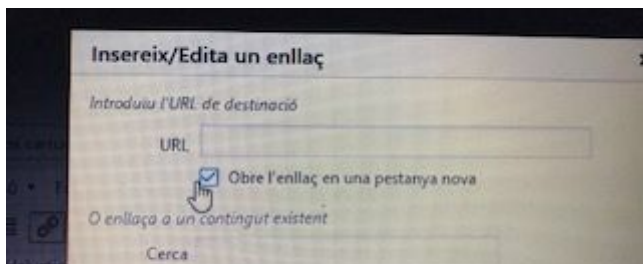 Insereix/Edita un enllaç
Introduïu l'URL de destinació
URL
Obre l'enllaç en una pestanya nova
O enllaça a un contingut existent
Cerca